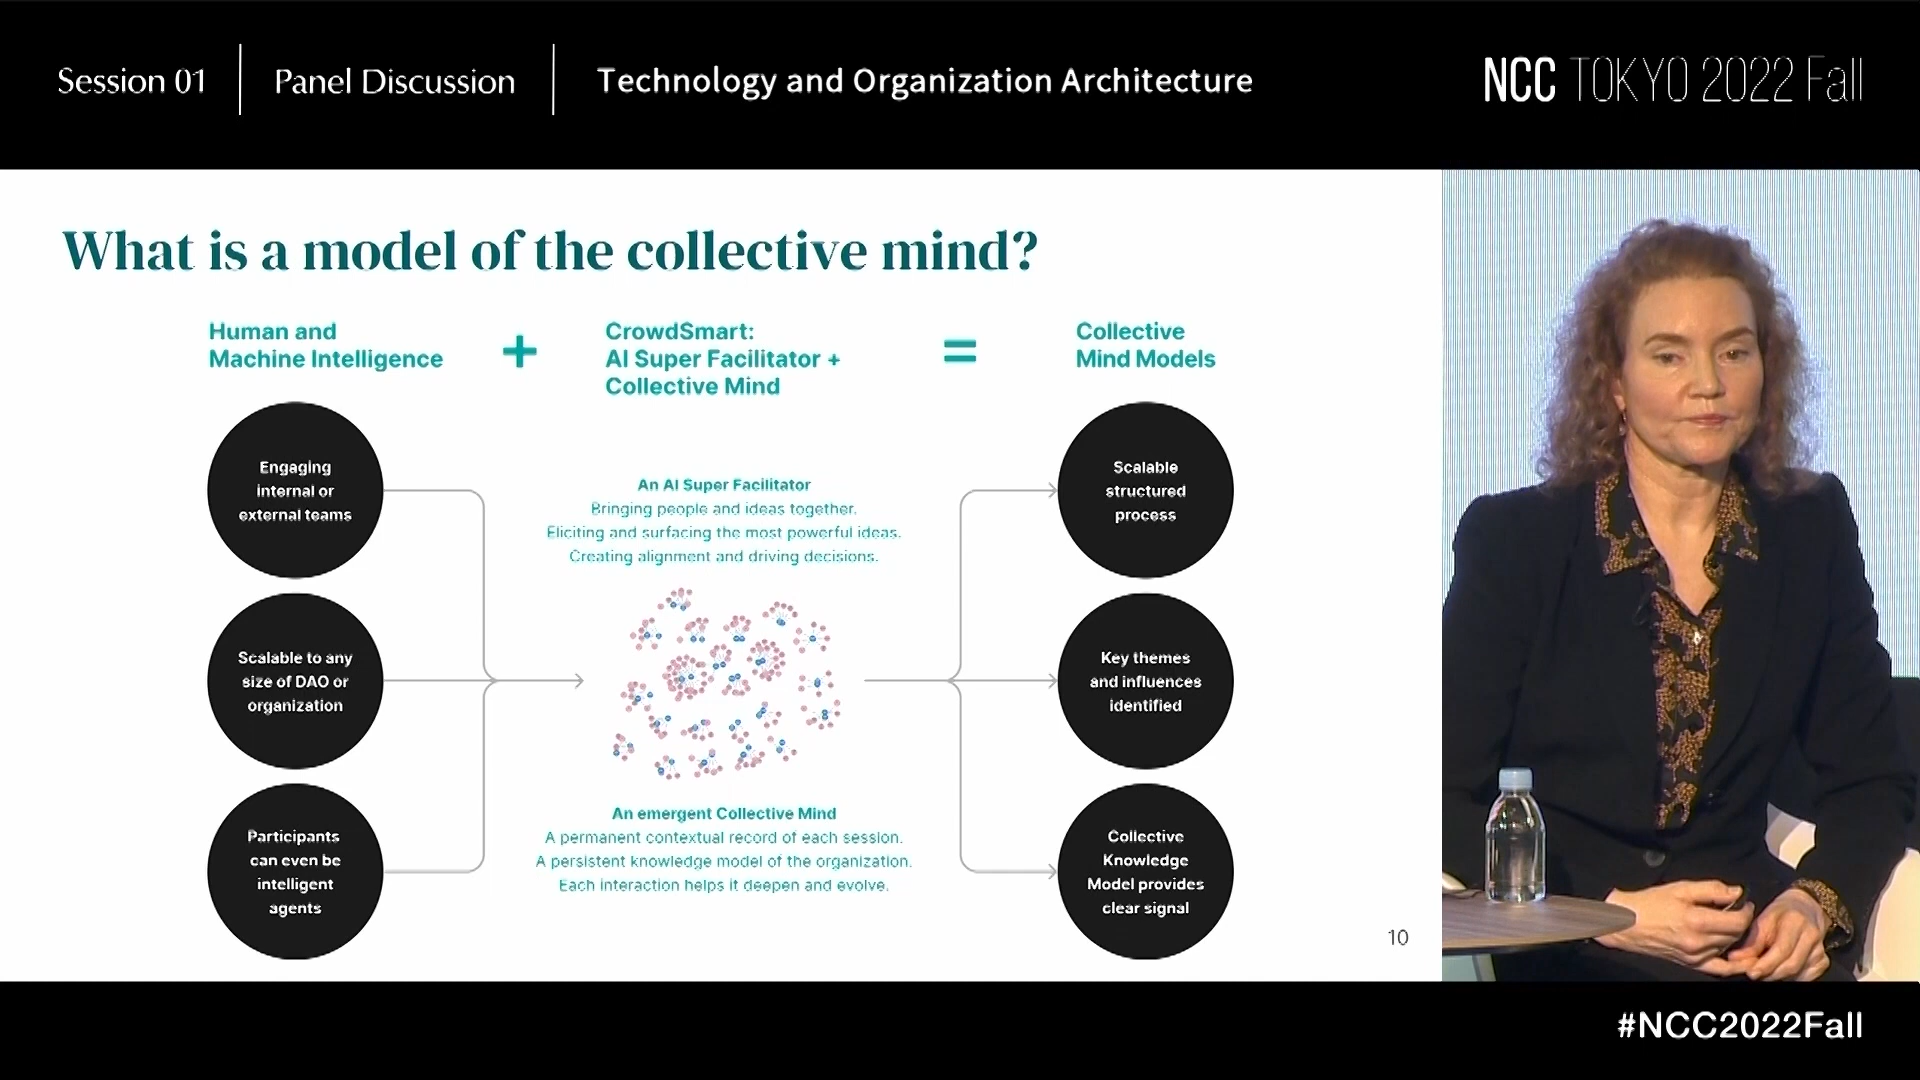 Session 01
Panel Discussion
Technology and Organization Architecture
NCC TOKYO 2022 Fall
What is a model of the collective mind?
Human and
Machine Intelligence
+
CrowdSmart:
AI Super Facilitator +
Collective Mind
=
Collective
Mind Models
Engaging
internal or
external teams
Scalable to any
size of DAO or
organization
Participants
can even be
intelligent
agents
An AI Super Facilitator
Bringing people and ideas together.
Eliciting and surfacing the most powerful ideas.
Creating alignment and driving decisions.
An emergent Collective Mind
A permanent contextual record of each session.
A persistent knowledge model of the organization.
Each interaction helps it deepen and evolve.
Scalable
structured
process
Key themes
and influences
identified
Collective
Knowledge
Model provides
clear signal
10
#NCC2022Fall